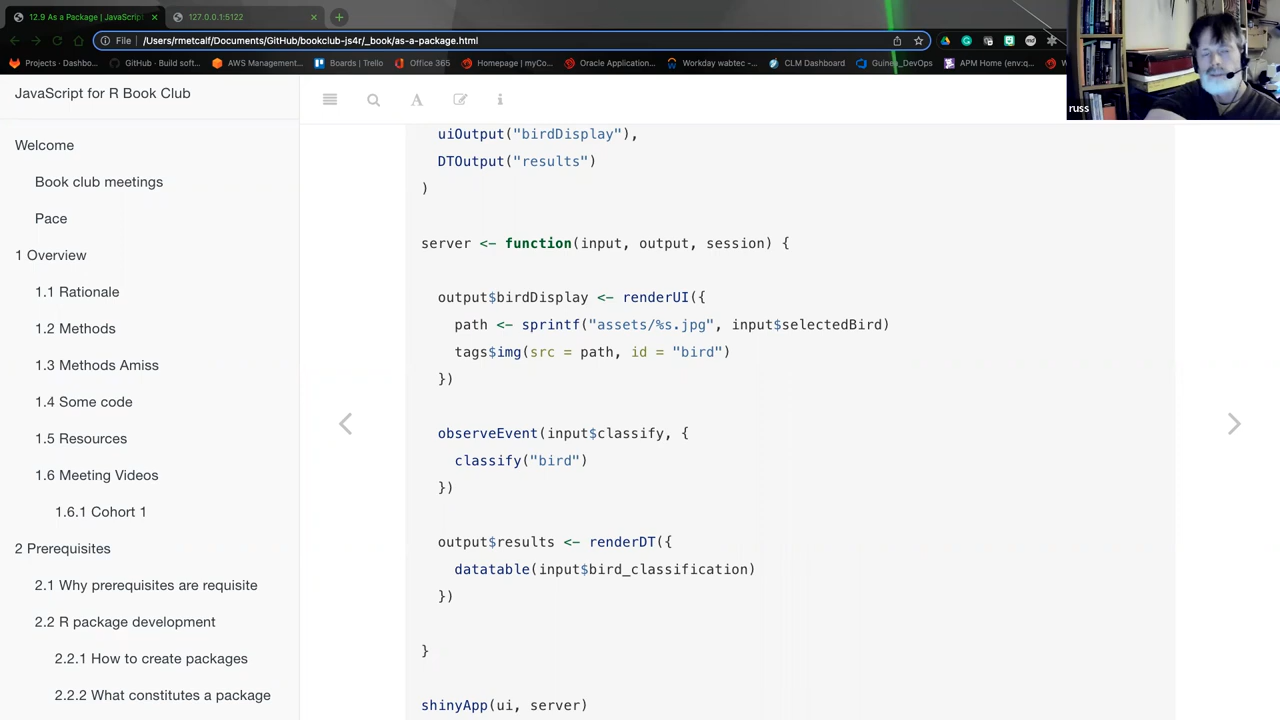 12.9 As a Package | JavaScript
127.0.0.1:5122
File
/Users/rmetcalf/Documents/GitHub/bookclub-js4r/_book/as-a-package.html
Projects · Dashbo...
GitHub · Build soft...
AWS Management...
Boards | Trello
Office 365
Homepage | myCo...
Oracle Application...
Workday wabtec -...
CLM Dashboard
Guinea_DevOps
APM Home (env:q...
russ
JavaScript for R Book Club
Welcome
Book club meetings
Pace
1 Overview
1.1 Rationale
1.2 Methods
1.3 Methods Amiss
1.4 Some code
1.5 Resources
1.6 Meeting Videos
1.6.1 Cohort 1
2 Prerequisites
2.1 Why prerequisites are requisite
2.2 R package development
2.2.1 How to create packages
2.2.2 What constitutes a package
uiOutput("birdDisplay"),
DTOutput("results")
)
server <- function(input, output, session) {
output$birdDisplay <- renderUI({
path <- sprintf("assets/%s.jpg", input$selectedBird)
tags$img(src = path, id = "bird")
})
observeEvent(input$classify, {
classify("bird")
})
output$results <- renderDT({
datatable(input$bird_classification)
})
}
shinyApp(ui, server)